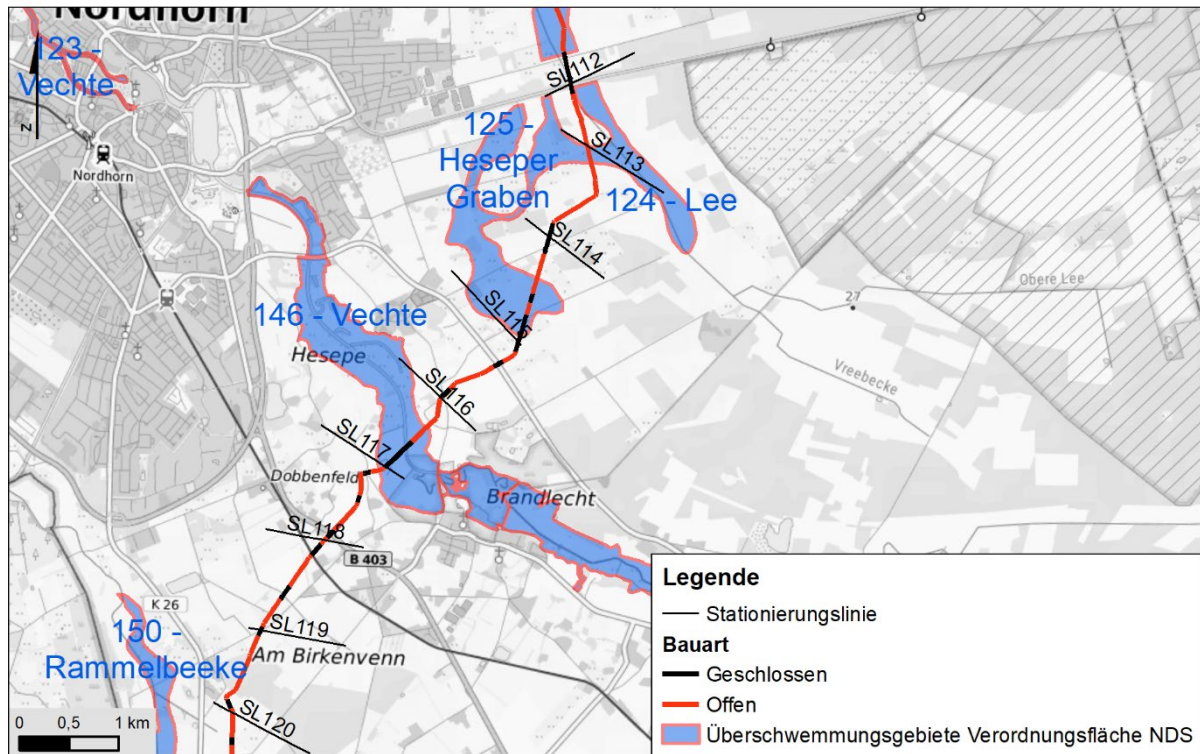 Nordhorn
123 -
Vechte
z
Nordhorn
SL112
125 -
Heseper
Graben
SL113
124 - Lee
SL114
Obere Lee
27
SL115
146 - Vechte
Hesepe
Vreebecke
SL116
SL117
Dobbenfeld
Brandlecht
SL118
B 403
K 26
SL119
150 -
Rammelbeeke
Am Birkenvenn
SL120
0 0,5 1 km
Legende
Stationierungslinie
Bauart
Geschlossen
Offen
Überschwemmungsgebiete Verordnungsfläche NDS